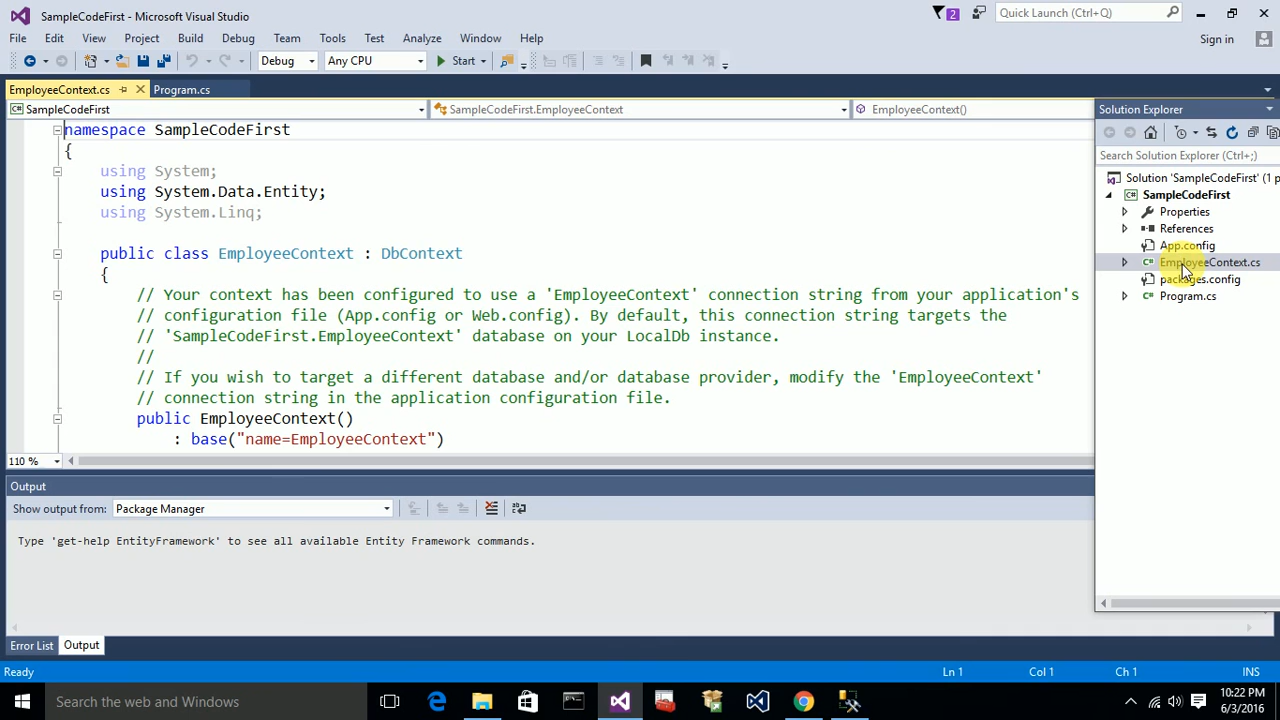 SampleCodeFirst - Microsoft Visual Studio
2
Quick Launch (Ctrl+Q)
File Edit View Project Build Debug Team Tools Test Analyze Window Help
Sign in
Debug Any CPU Start
EmployeeContext.cs Program.cs
SampleCodeFirst SampleCodeFirst.EmployeeContext EmployeeContext()
namespace SampleCodeFirst
{
using System;
using System.Data.Entity;
using System.Linq;
public class EmployeeContext : DbContext
{
// Your context has been configured to use a 'EmployeeContext' connection string from your application's
// configuration file (App.config or Web.config). By default, this connection string targets the
// 'SampleCodeFirst.EmployeeContext' database on your LocalDb instance.
//
// If you wish to target a different database and/or database provider, modify the 'EmployeeContext'
// connection string in the application configuration file.
public EmployeeContext()
: base("name=EmployeeContext")
110 %
Solution Explorer
Search Solution Explorer (Ctrl+;)
Solution 'SampleCodeFirst' (1 p
SampleCodeFirst
Properties
References
App.config
EmployeeContext.cs
packages.config
Program.cs
Output
Show output from: Package Manager
Type 'get-help EntityFramework' to see all available Entity Framework commands.
Error List Output
Ready Ln 1 Col 1 Ch 1 INS
Search the web and Windows
10:22 PM
6/3/2016